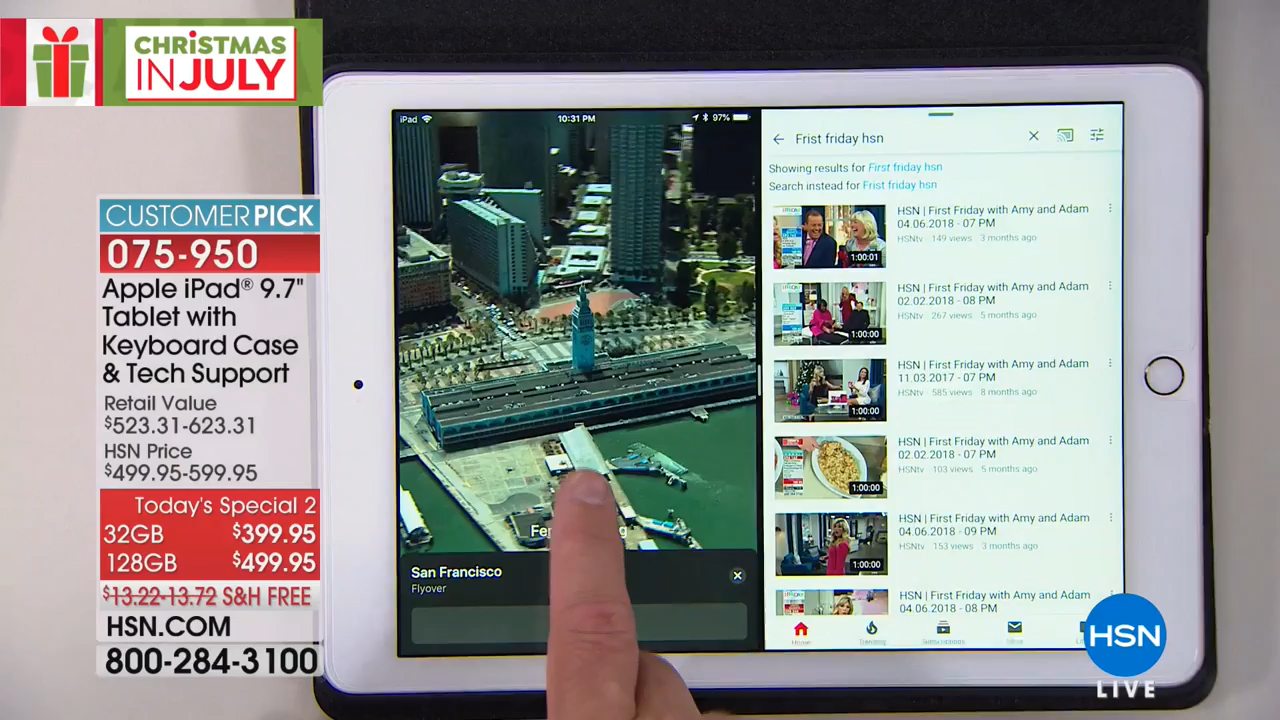 CHRISTMAS
IN JULY
CUSTOMER PICK
075-950
Apple iPad® 9.7"
Tablet with
Keyboard Case
& Tech Support
Retail Value
$523.31-623.31
HSN Price
$499.95-599.95
Today's Special 2
32GB $399.95
128GB $499.95
$13.22-13.72 S&H FREE
HSN.COM
800-284-3100
iPad 10:31 PM 97%
San Francisco
Flyover
Frist friday hsn
Showing results for First friday hsn
Search instead for Frist friday hsn
HSN | First Friday with Amy and Adam
04.06.2018 - 07 PM
HSNtv 149 views 3 months ago
1:00:01
HSN | First Friday with Amy and Adam
02.02.2018 - 08 PM
HSNtv 267 views 5 months ago
1:00:00
HSN | First Friday with Amy and Adam
11.03.2017 - 07 PM
HSNtv 585 views 8 months ago
1:00:00
HSN | First Friday with Amy and Adam
02.02.2018 - 07 PM
HSNtv 103 views 5 months ago
1:00:00
HSN | First Friday with Amy and Adam
04.06.2018 - 09 PM
HSNtv 153 views 3 months ago
1:00:00
HSN | First Friday with Amy and Adam
04.06.2018 - 08 PM
Home Trending Subscriptions Inbox
HSN
LIVE